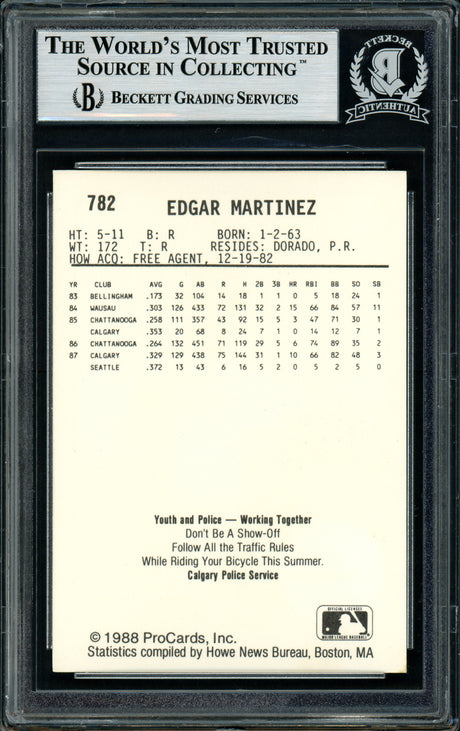 THE WORLD'S MOST TRUSTED
SOURCE IN COLLECTING™
B BECKETT GRADING SERVICES
BECKETT
AUTHENTIC
782 EDGAR MARTINEZ
HT: 5-11 B: R BORN: 1-2-63
WT: 172 T: R RESIDES: DORADO, P.R.
HOW ACQ: FREE AGENT, 12-19-82
YR CLUB AVG G AB R H 2B 3B HR RBI BB SO SB
83 BELLINGHAM .173 32 104 14 18 1 1 0 5 18 24 1
84 WAUSAU .303 126 433 72 131 32 2 15 66 84 57 11
85 CHATTANOOGA .258 111 357 43 92 15 5 3 47 71 30 1
CALGARY .353 20 68 8 24 7 1 0 14 12 7 1
86 CHATTANOOGA .264 132 451 71 119 29 5 6 74 89 35 2
87 CALGARY .329 129 438 75 144 31 1 10 66 82 48 3
SEATTLE .372 13 43 6 16 5 2 0 5 2 5 0
Youth and Police — Working Together
Don't Be A Show-Off
Follow All the Traffic Rules
While Riding Your Bicycle This Summer.
Calgary Police Service
OFFICIAL LICENSEE
MAJOR LEAGUE BASEBALL
© 1988 ProCards, Inc.
Statistics compiled by Howe News Bureau, Boston, MA